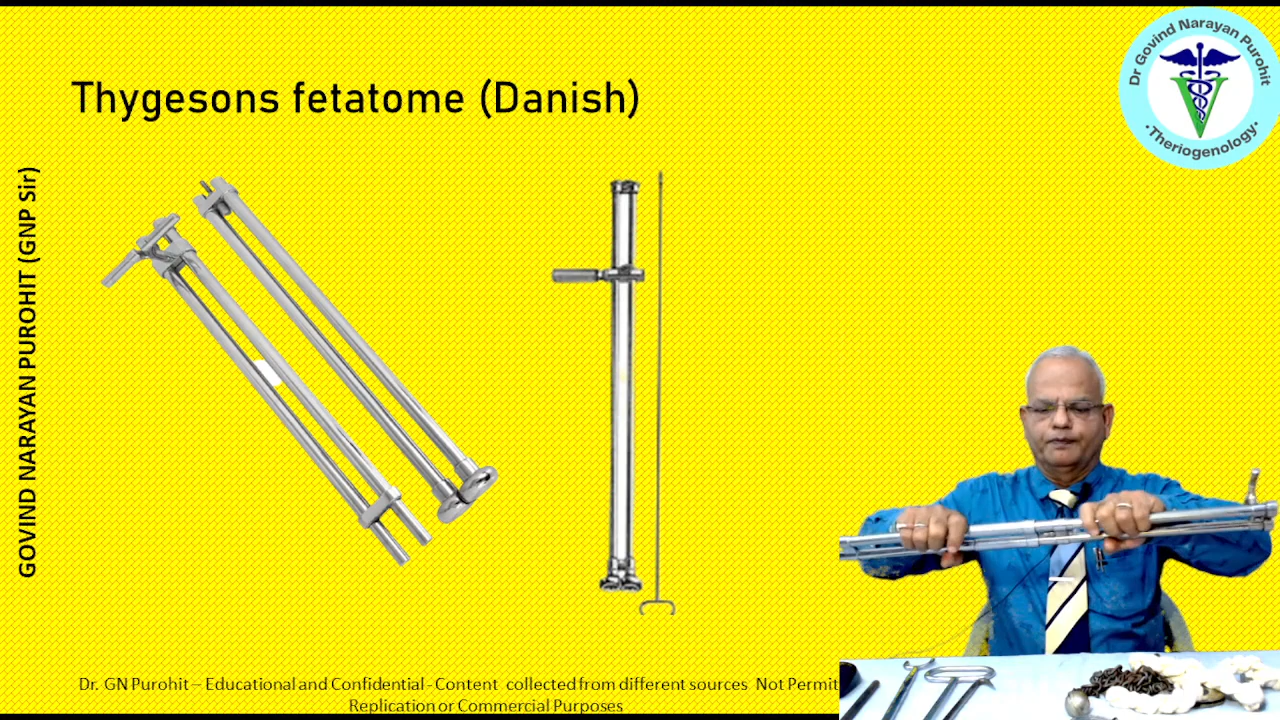 Thygesons fetatome (Danish)
Dr Govind Narayan Purohit
V
•Theriogenology•
GOVIND NARAYAN PUROHIT (GNP Sir)
Dr. GN Purohit – Educational and Confidential - Content collected from different sources Not Permit
Replication or Commercial Purposes